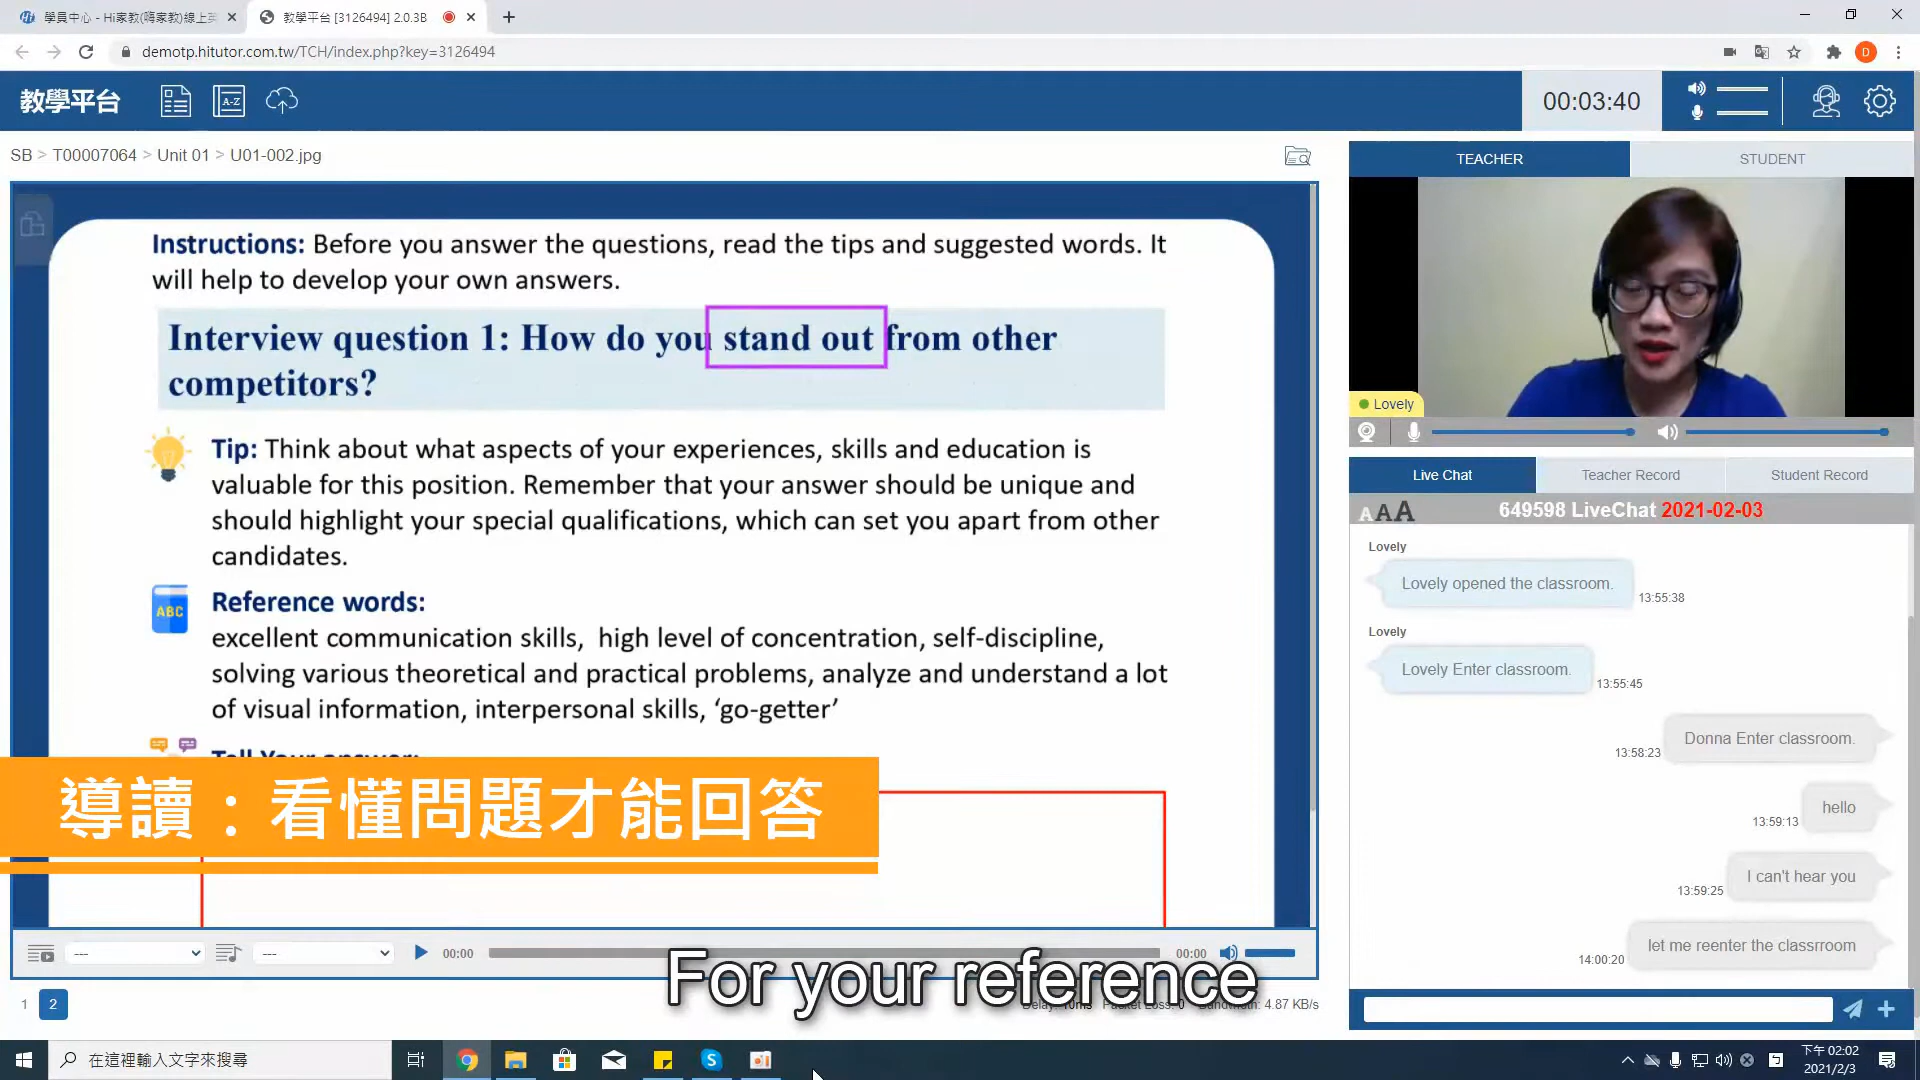 學員中心 - Hi家教(嗨家教)線上英
教學平台 [3126494] 2.0.3B
demotp.hitutor.com.tw/TCH/index.php?key=3126494
D
教學平台
A-Z
00:03:40
SB > T00007064 > Unit 01 > U01-002.jpg
Instructions: Before you answer the questions, read the tips and suggested words. It
will help to develop your own answers.
Interview question 1: How do you stand out from other
competitors?
Tip: Think about what aspects of your experiences, skills and education is
valuable for this position. Remember that your answer should be unique and
should highlight your special qualifications, which can set you apart from other
candidates.
ABC
Reference words:
excellent communication skills, high level of concentration, self-discipline,
solving various theoretical and practical problems, analyze and understand a lot
of visual information, interpersonal skills, ‘go-getter’
Tell Your answer:
導讀：看懂問題才能回答
---
---
00:00
00:00
For your reference
1
2
Delay: 10ms Packet Loss: 0 Bandwidth: 4.87 KB/s
TEACHER
STUDENT
Lovely
Live Chat
Teacher Record
Student Record
AAA
649598 LiveChat 2021-02-03
Lovely
Lovely opened the classroom.
13:55:38
Lovely
Lovely Enter classroom.
13:55:45
Donna Enter classroom.
13:58:23
hello
13:59:13
I can't hear you
13:59:25
let me reenter the classrroom
14:00:20
在這裡輸入文字來搜尋
下午 02:02
2021/2/3